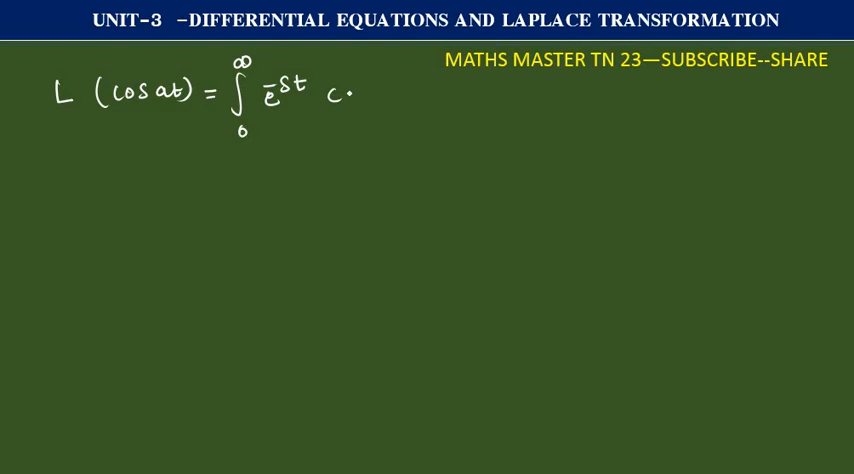 UNIT-3 -DIFFERENTIAL EQUATIONS AND LAPLACE TRANSFORMATION
MATHS MASTER TN 23—SUBSCRIBE--SHARE
L (cos at) = ∫₀^∞ e^-st c